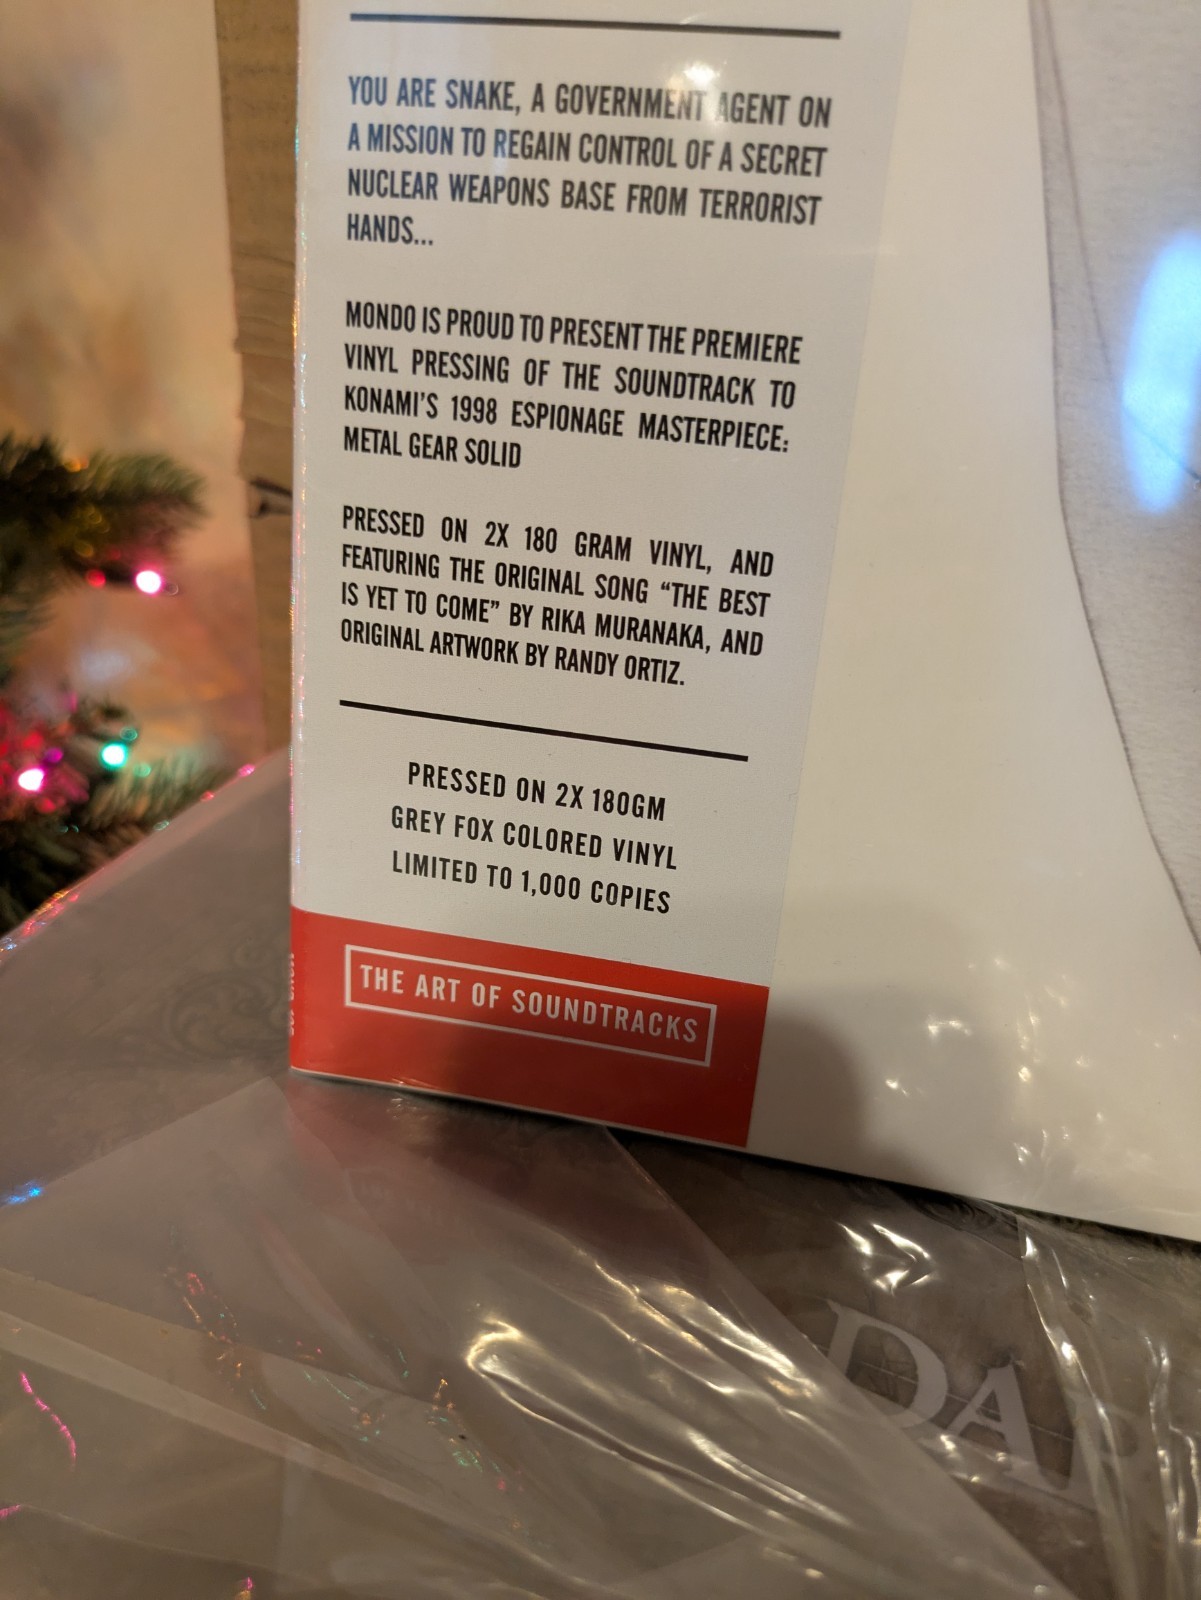 YOU ARE SNAKE, A GOVERNMENT AGENT ON
A MISSION TO REGAIN CONTROL OF A SECRET
NUCLEAR WEAPONS BASE FROM TERRORIST
HANDS...
MONDO IS PROUD TO PRESENT THE PREMIERE
VINYL PRESSING OF THE SOUNDTRACK TO
KONAMI'S 1998 ESPIONAGE MASTERPIECE:
METAL GEAR SOLID
PRESSED ON 2X 180 GRAM VINYL, AND
FEATURING THE ORIGINAL SONG “THE BEST
IS YET TO COME” BY RIKA MURANAKA, AND
ORIGINAL ARTWORK BY RANDY ORTIZ.
PRESSED ON 2X 180GM
GREY FOX COLORED VINYL
LIMITED TO 1,000 COPIES
THE ART OF SOUNDTRACKS